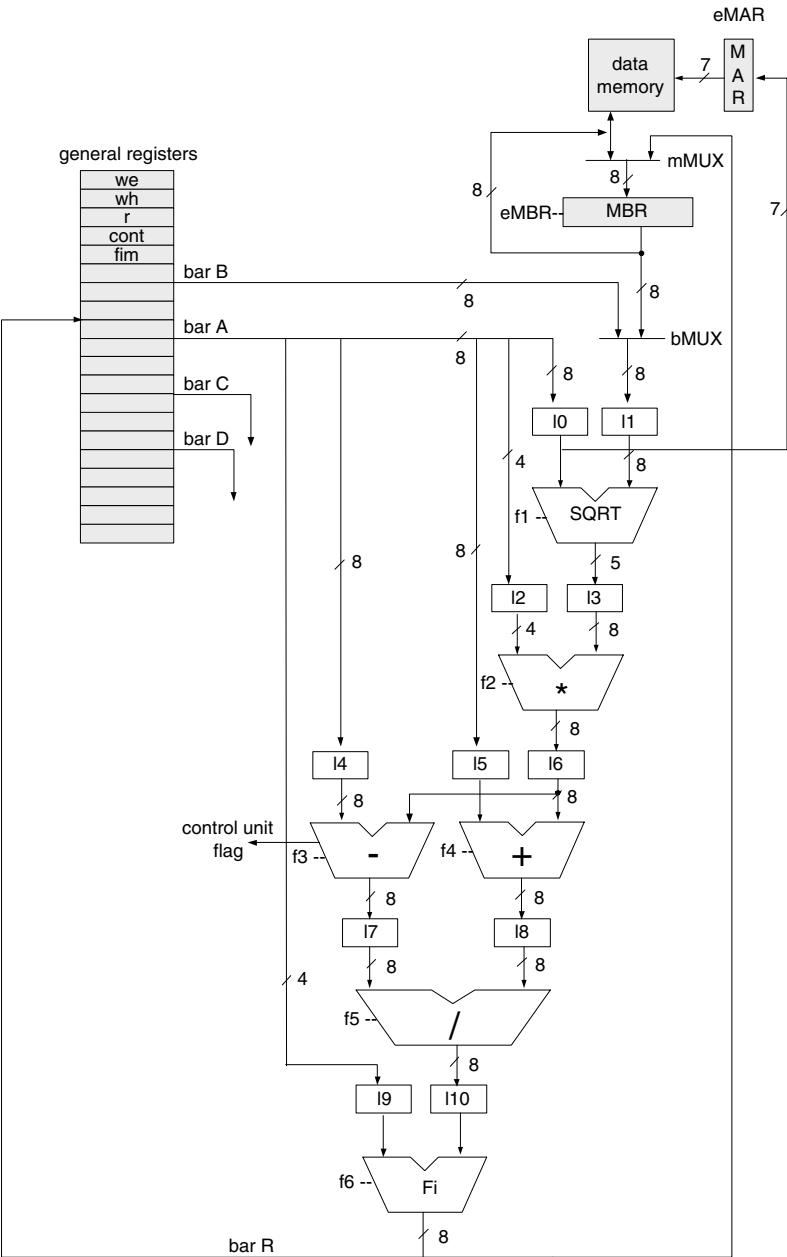 eMAR
data
memory
7
M
A
R
general registers
we
wh
r
cont
fim
mMUX
8
8
eMBR--
MBR
7
bar B
8
8
bar A
8
bMUX
8
8
bar C
l0
l1
bar D
4
8
f1 --
SQRT
8
8
5
l2
l3
4
8
f2 --
*
8
l4
l5
l6
8
8
control unit
flag
f3 --
-
f4 --
+
8
8
l7
l8
8
8
4
f5 --
/
8
l9
l10
f6 --
Fi
8
bar R